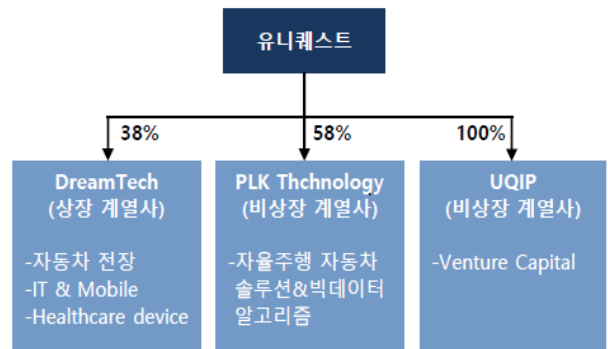 유니퀘스트
38%
58%
100%
DreamTech
(상장 계열사)
-자동차 전장
-IT & Mobile
-Healthcare device
PLK Thchnology
(비상장 계열사)
-자율주행 자동차
솔루션&빅데이터
알고리즘
UQIP
(비상장 계열사)
-Venture Capital